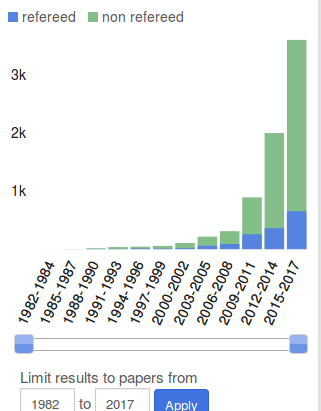 refereed non refereed
3k
2k
1k
1982-1984
1985-1987
1988-1990
1991-1993
1994-1996
1997-1999
2000-2002
2003-2005
2006-2008
2009-2011
2012-2014
2015-2017
Limit results to papers from
1982 to 2017 Apply